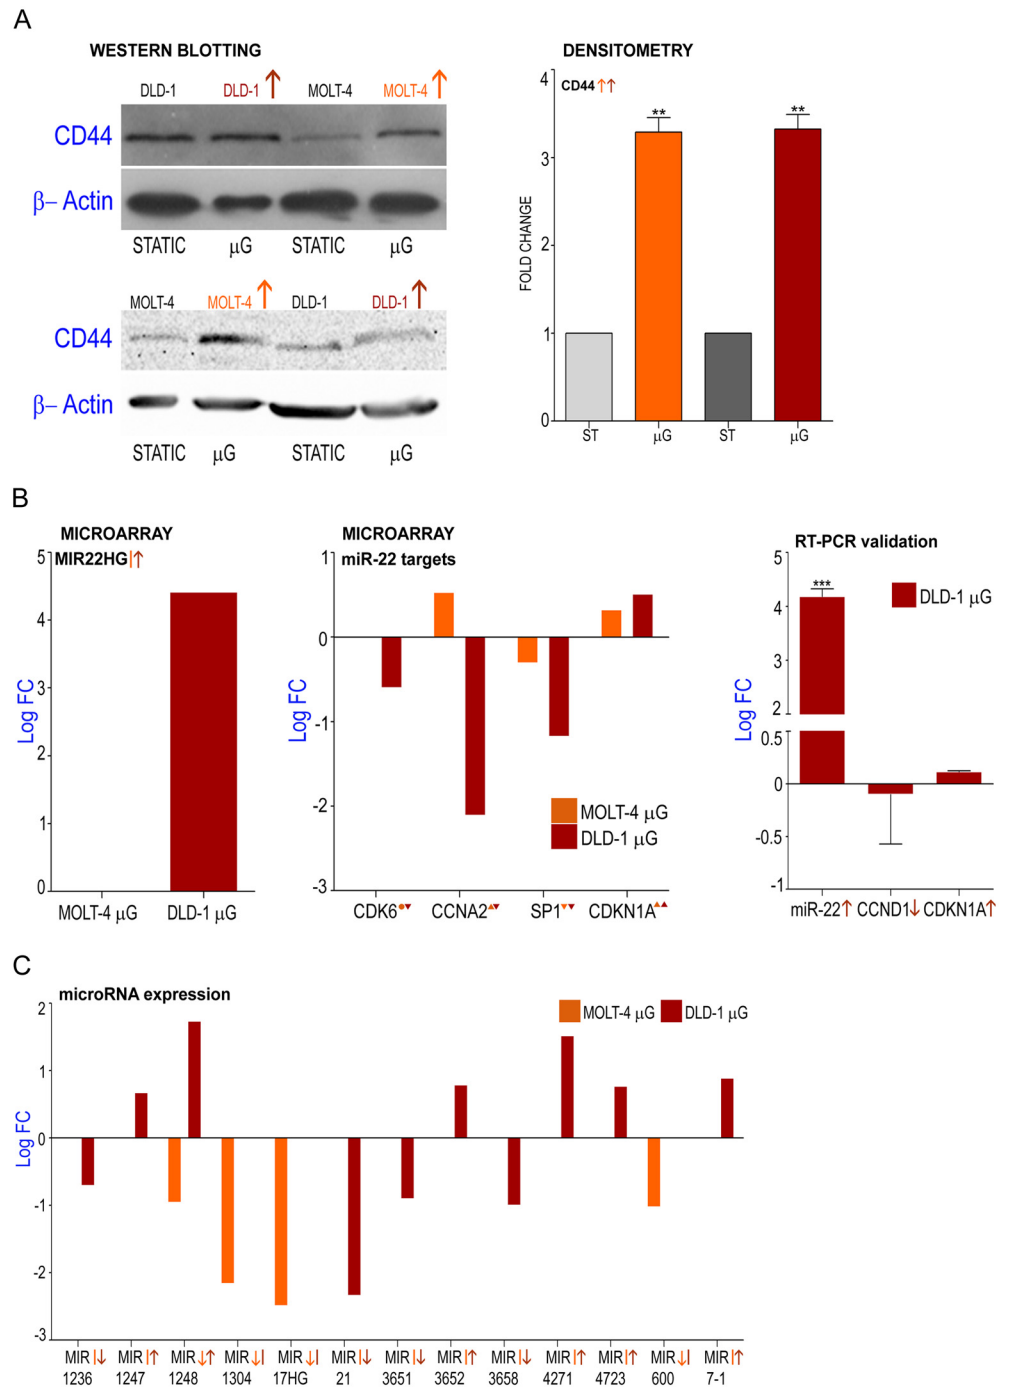 A
WESTERN BLOTTING
DLD-1 DLD-1↑ MOLT-4 MOLT-4↑
CD44
β– Actin
STATIC μG STATIC μG
MOLT-4 MOLT-4↑ DLD-1 DLD-1↑
CD44
β– Actin
STATIC μG STATIC μG
DENSITOMETRY
CD44↑↑
FOLD CHANGE
4
3
2
1
0
** **
ST μG ST μG
B
MICROARRAY
MIR22HG|↑
Log FC
5
4
3
2
1
0
MOLT-4 μG DLD-1 μG
MICROARRAY
miR-22 targets
Log FC
1
0
-1
-2
-3
MOLT-4 μG
DLD-1 μG
CDK6●▼ CCNA2▲▼ SP1▼▼ CDKN1A▲▲
RT-PCR validation
DLD-1 μG
Log FC
5
4
3
2
0.5
0
-0.5
-1
***
miR-22↑ CCND1↓ CDKN1A↑
C
microRNA expression
MOLT-4 μG DLD-1 μG
Log FC
2
1
0
-1
-2
-3
MIR|↓ MIR|↑ MIR↓↑ MIR↓| MIR↓| MIR|↓ MIR|↓ MIR|↑ MIR|↓ MIR|↑ MIR|↑ MIR↓| MIR|↑
1236 1247 1248 1304 17HG 21 3651 3652 3658 4271 4723 600 7-1